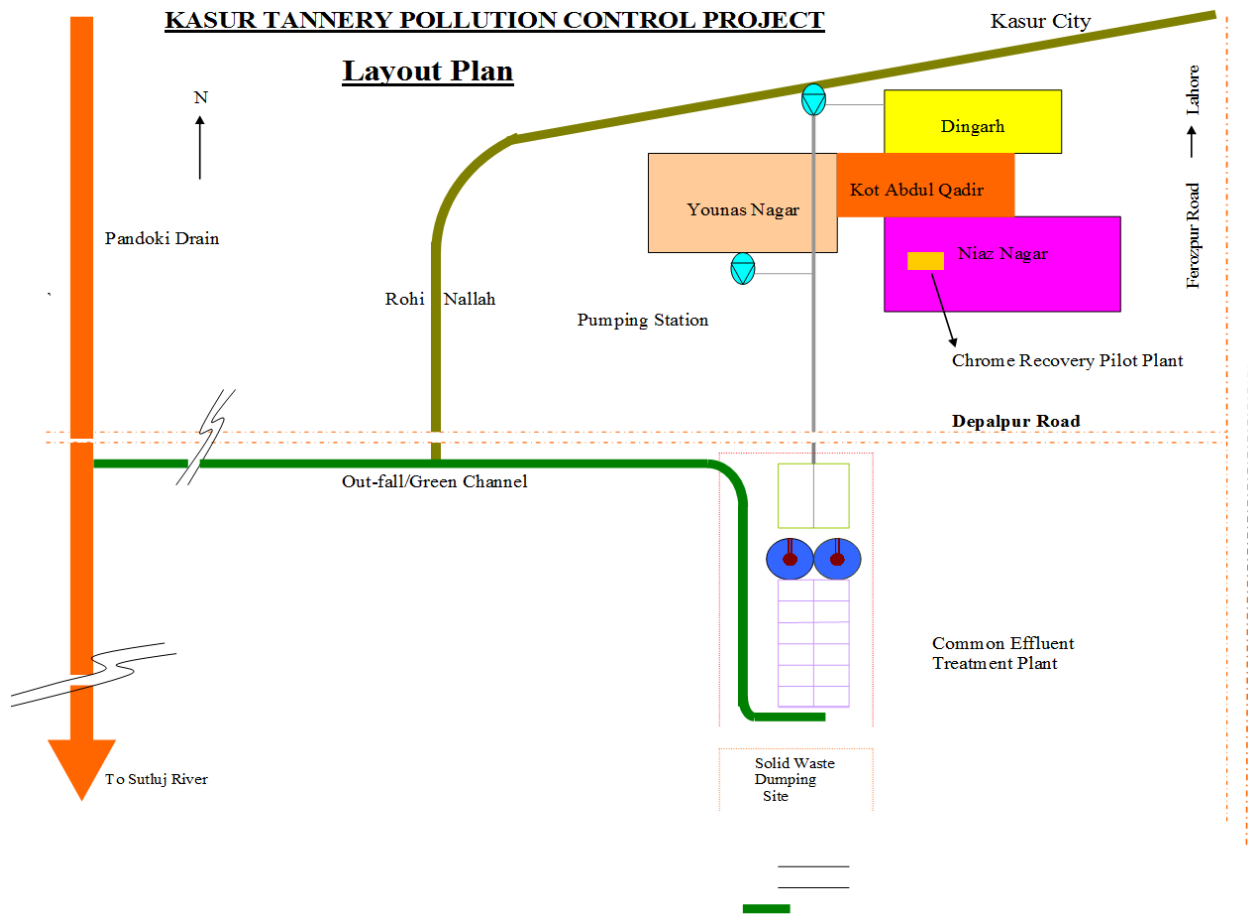 KASUR TANNERY POLLUTION CONTROL PROJECT
Kasur City
Layout Plan
N
Lahore
Ferozpur Road
Dingarh
Kot Abdul Qadir
Younas Nagar
Pandoki Drain
Niaz Nagar
Rohi Nallah
Pumping Station
Chrome Recovery Pilot Plant
Depalpur Road
Out-fall/Green Channel
Common Effluent
Treatment Plant
Solid Waste
Dumping
Site
To Sutluj River